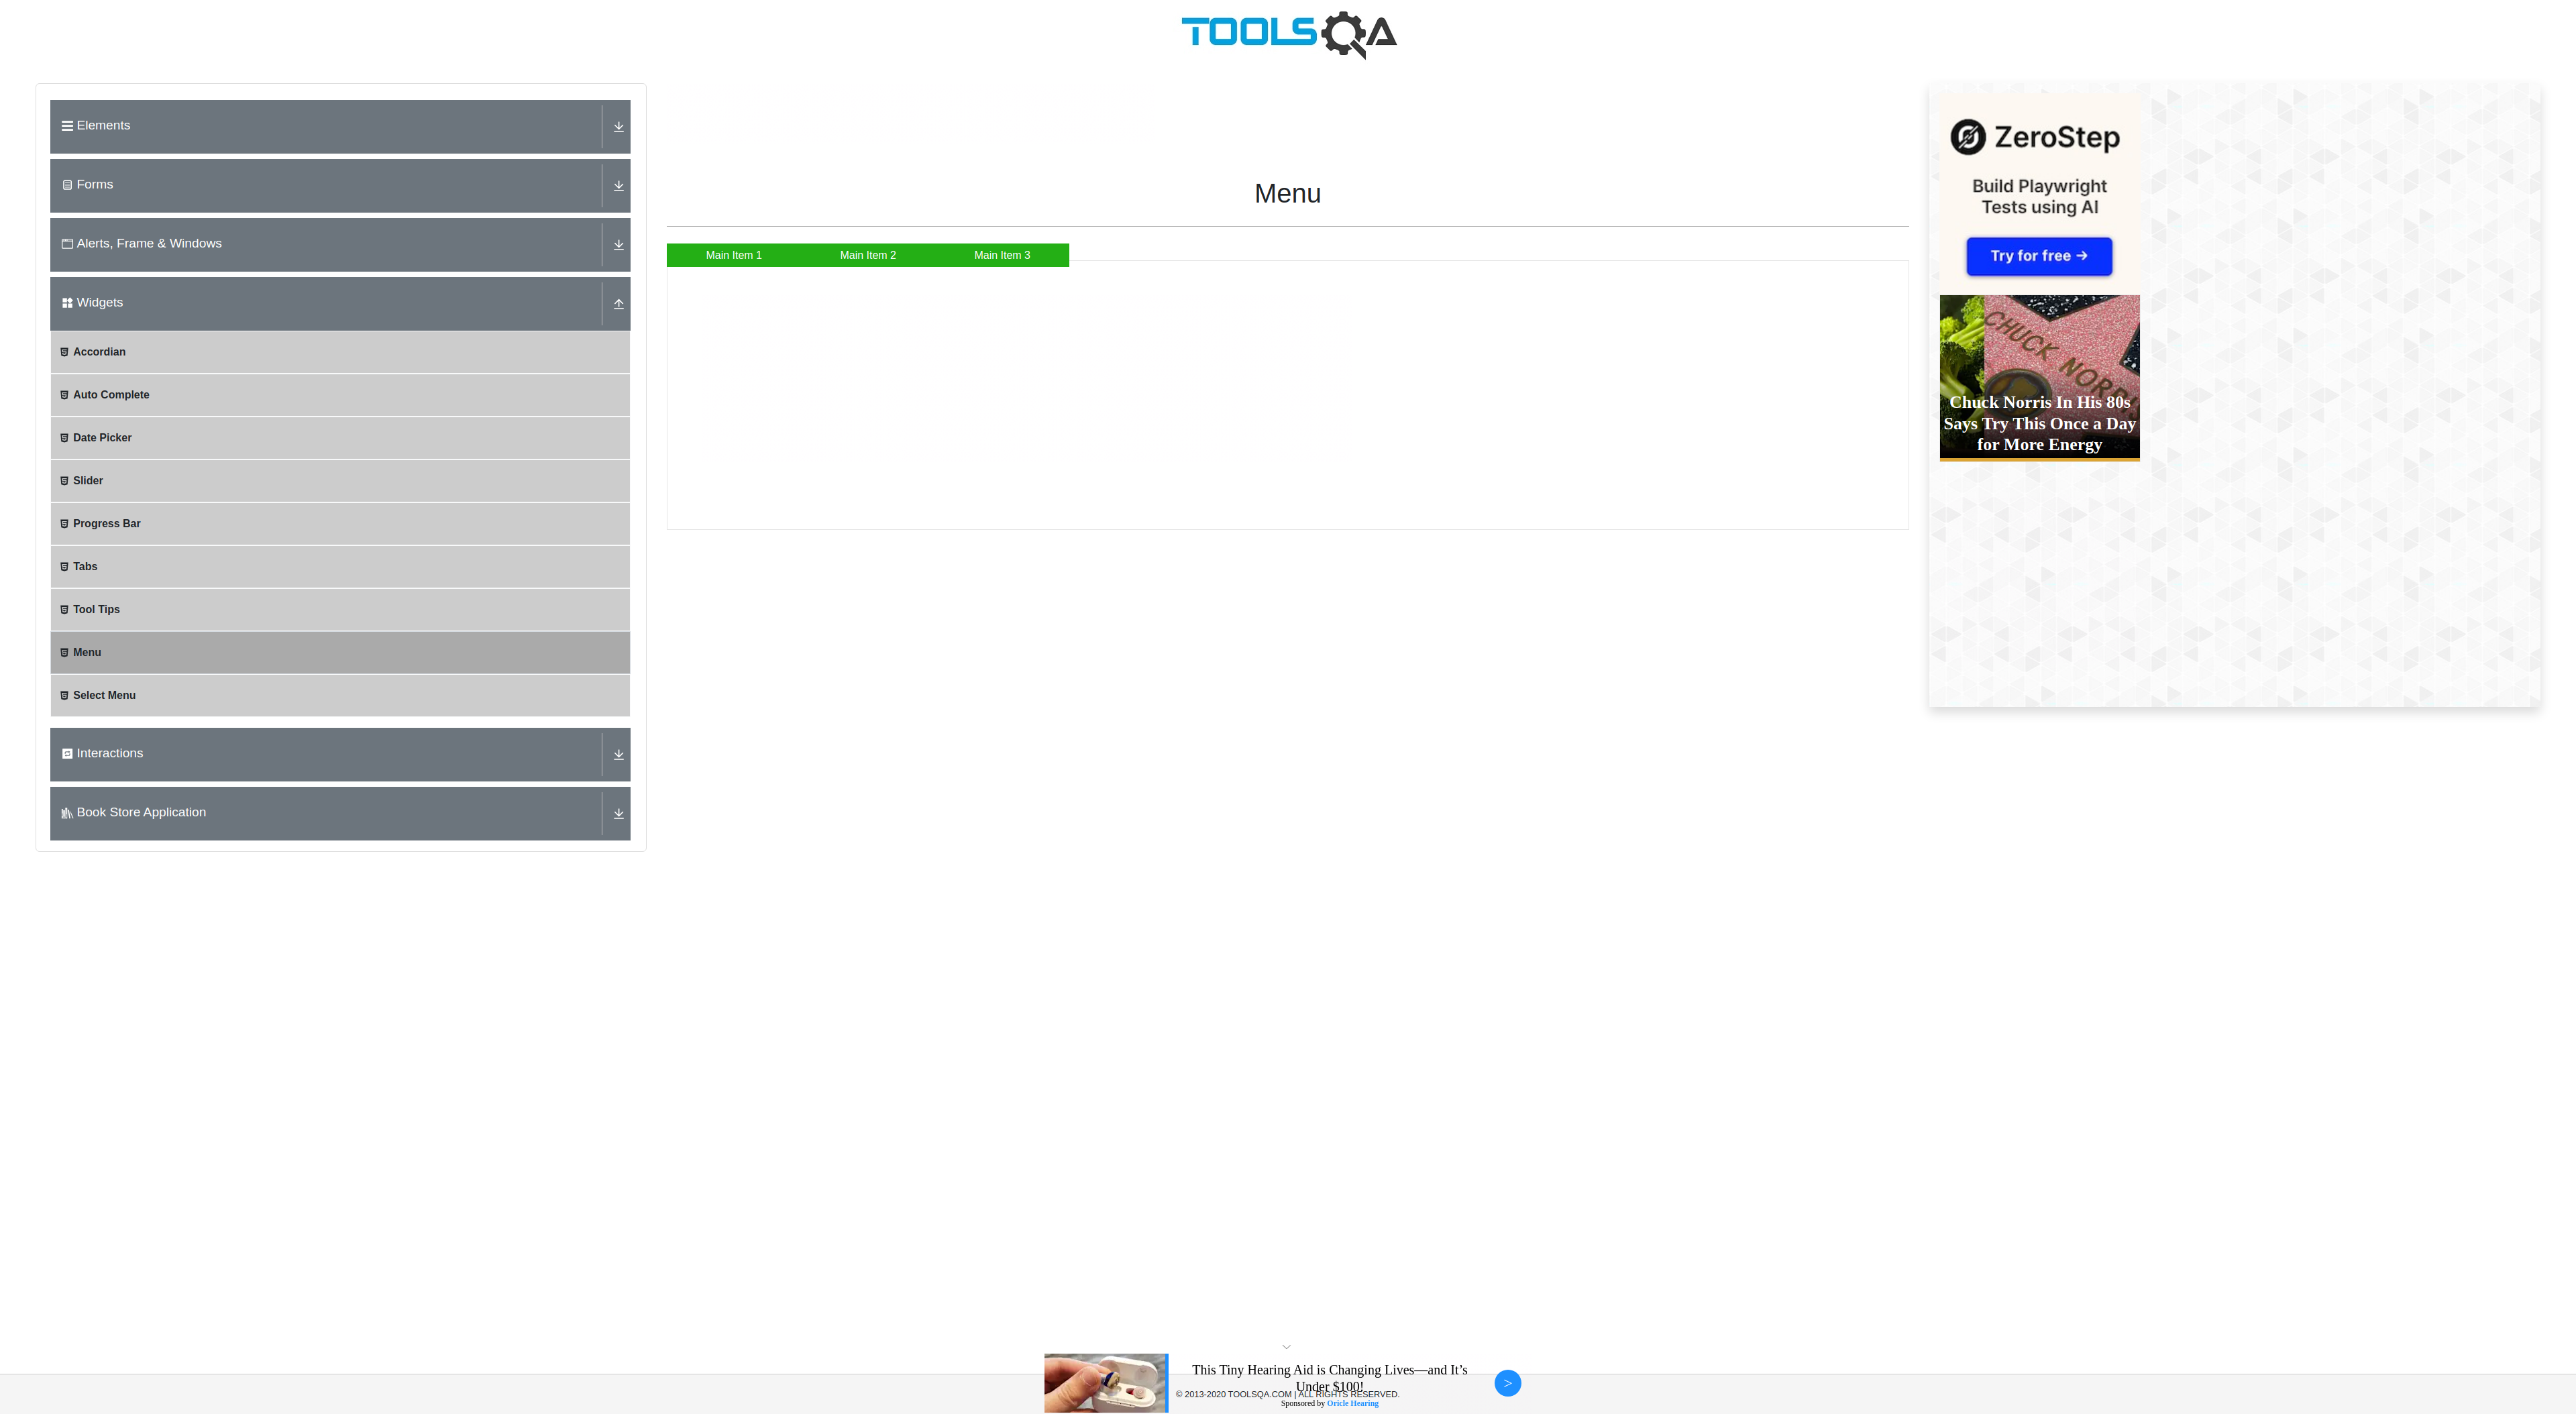 TOOLSQA
Elements
Forms
Alerts, Frame & Windows
Widgets
Accordian
Auto Complete
Date Picker
Slider
Progress Bar
Tabs
Tool Tips
Menu
Select Menu
Interactions
Book Store Application
Menu
Main Item 1 Main Item 2 Main Item 3
ZeroStep
Build Playwright
Tests using AI
Try for free →
CHUCK NORRI
Chuck Norris In His 80s
Says Try This Once a Day
for More Energy
This Tiny Hearing Aid is Changing Lives—and It’s
Under $100!
>
© 2013-2020 TOOLSQA.COM | ALL RIGHTS RESERVED.
Sponsored by Oricle Hearing